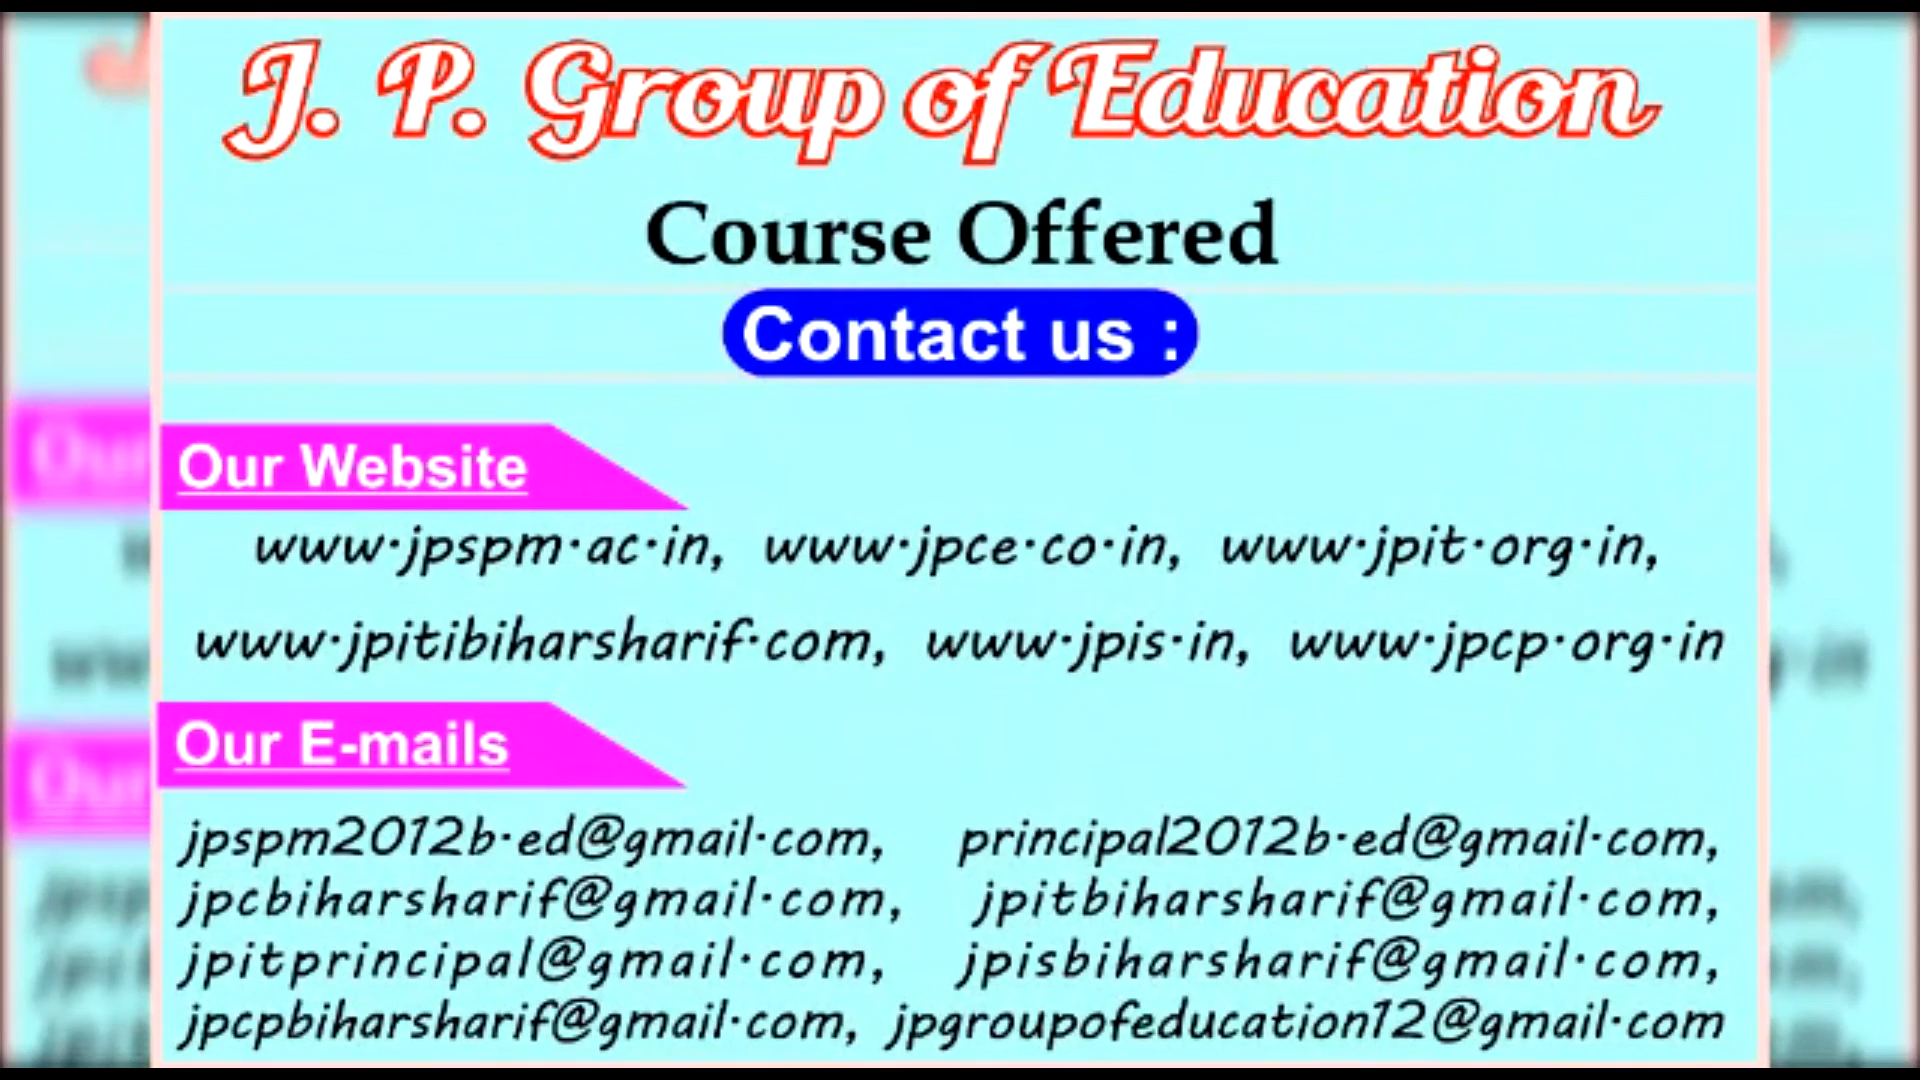 J. P. Group of Education
Course Offered
Contact us :
Our Website
www.jpspm.ac.in, www.jpce.co.in, www.jpit.org.in,
www.jpitibiharsharif.com, www.jpis.in, www.jpcp.org.in
Our E-mails
jpspm2012b.ed@gmail.com, principal2012b.ed@gmail.com,
jpcbiharsharif@gmail.com, jpitbiharsharif@gmail.com,
jpitprincipal@gmail.com, jpisbiharsharif@gmail.com,
jpcpbiharsharif@gmail.com, jpgroupofeducation12@gmail.com